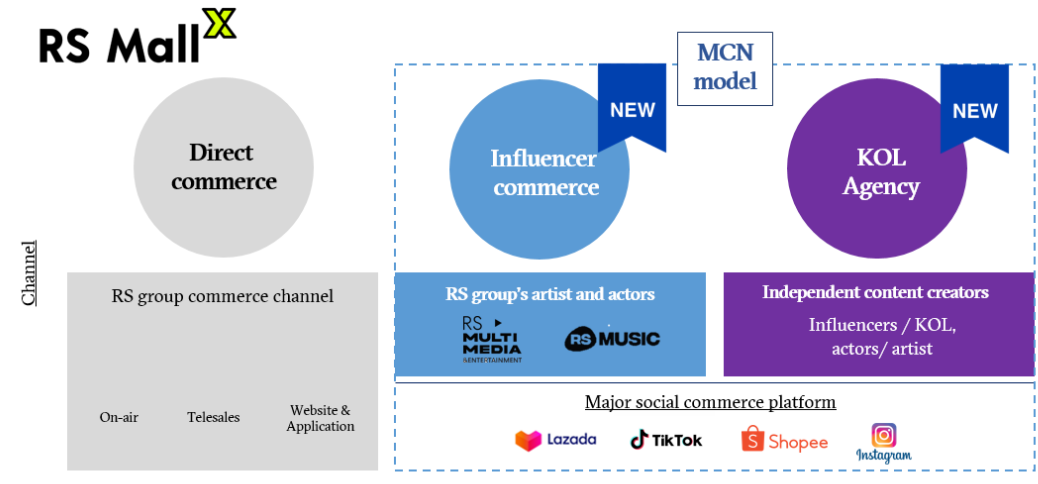 RS Mall X
MCN
model
Direct
commerce
Influencer
commerce
NEW
KOL
Agency
NEW
Channel
RS group commerce channel
On-air
Telesales
Website &
Application
RS group's artist and actors
RS
MULTI
MEDIA
&ENTERTAINMENT
RS MUSIC
Independent content creators
Influencers / KOL,
actors/ artist
Major social commerce platform
Lazada
TikTok
Shopee
Instagram